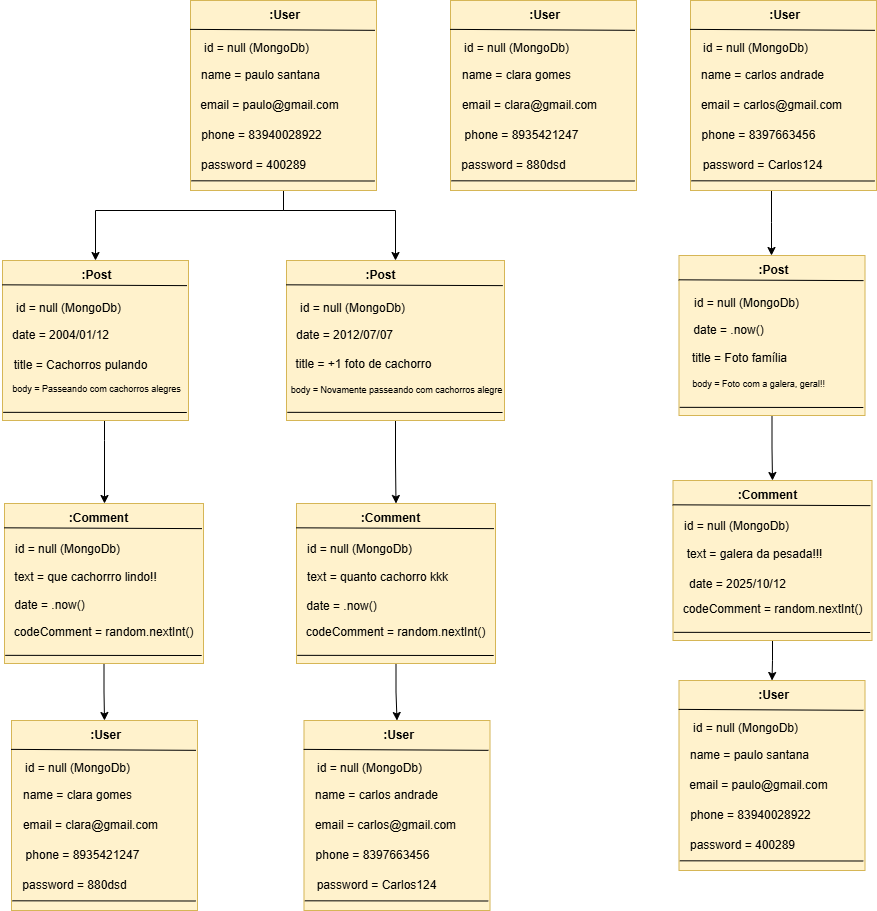 :User
id = null (MongoDb)
name = paulo santana
email = paulo@gmail.com
phone = 83940028922
password = 400289
:User
id = null (MongoDb)
name = clara gomes
email = clara@gmail.com
phone = 8935421247
password = 880dsd
:User
id = null (MongoDb)
name = carlos andrade
email = carlos@gmail.com
phone = 8397663456
password = Carlos124
:Post
id = null (MongoDb)
date = 2004/01/12
title = Cachorros pulando
body = Passeando com cachorros alegres
:Post
id = null (MongoDb)
date = 2012/07/07
title = +1 foto de cachorro
body = Novamente passeando com cachorros alegre
:Post
id = null (MongoDb)
date = .now()
title = Foto família
body = Foto com a galera, geral!!
:Comment
id = null (MongoDb)
text = que cachorrro lindo!!
date = .now()
codeComment = random.nextInt()
:Comment
id = null (MongoDb)
text = quanto cachorro kkk
date = .now()
codeComment = random.nextInt()
:Comment
id = null (MongoDb)
text = galera da pesada!!!
date = 2025/10/12
codeComment = random.nextInt()
:User
id = null (MongoDb)
name = clara gomes
email = clara@gmail.com
phone = 8935421247
password = 880dsd
:User
id = null (MongoDb)
name = carlos andrade
email = carlos@gmail.com
phone = 8397663456
password = Carlos124
:User
id = null (MongoDb)
name = paulo santana
email = paulo@gmail.com
phone = 83940028922
password = 400289